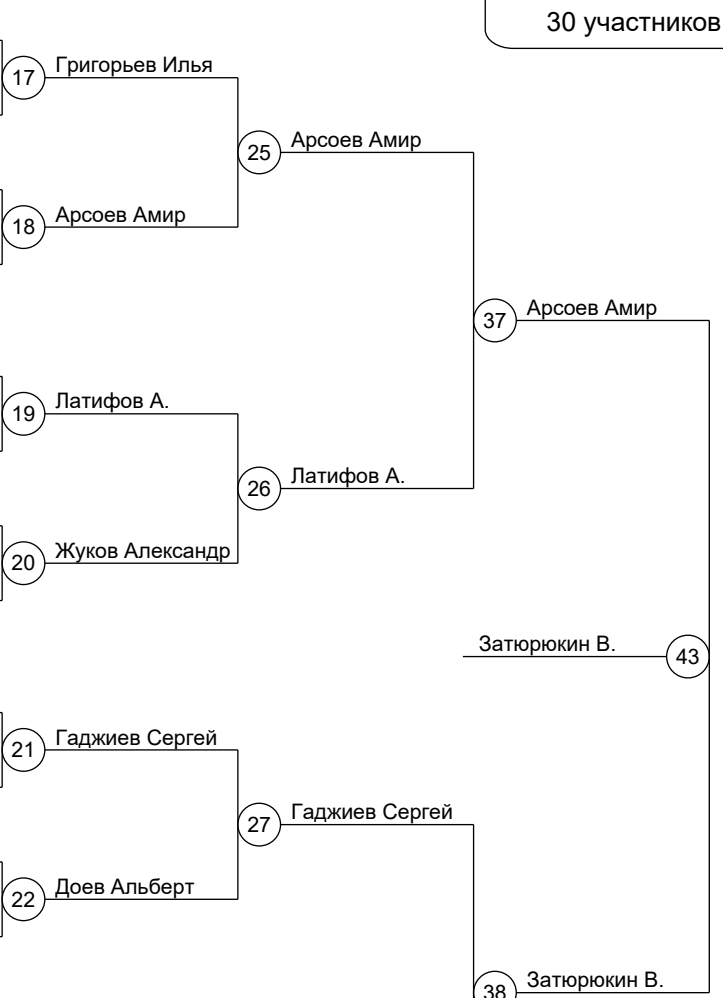 30 участников
17 Григорьев Илья
25 Арсоев Амир
18 Арсоев Амир
37 Арсоев Амир
19 Латифов А.
26 Латифов А.
20 Жуков Александр
Затюрюкин В. 43
21 Гаджиев Сергей
27 Гаджиев Сергей
22 Доев Альберт
38 Затюрюкин В.